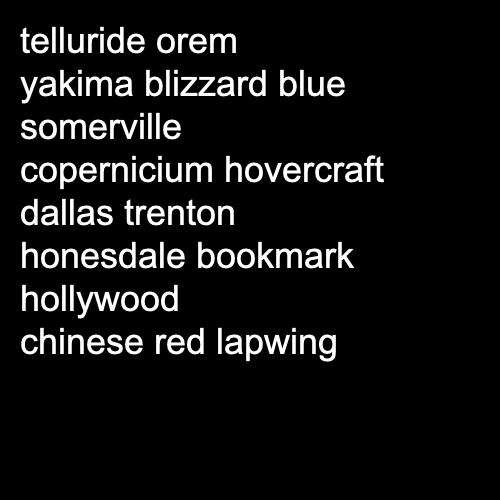 telluride orem
yakima blizzard blue
somerville
copernicium hovercraft
dallas trenton
honesdale bookmark
hollywood
chinese red lapwing